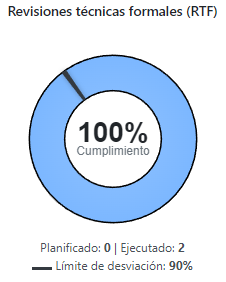 Revisiones técnicas formales (RTF)
100%
Cumplimiento
Planificado: 0 | Ejecutado: 2
Límite de desviación: 90%